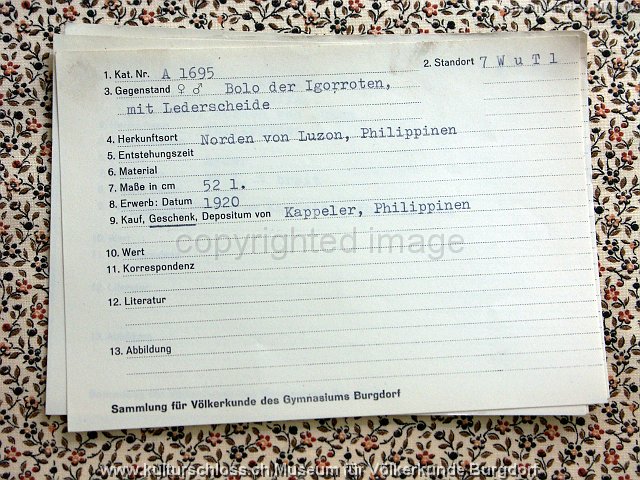 1. Kat. Nr. A 1695 2. Standort 7 W u T l
3. Gegenstand ♀ ♂ Bolo der Igorroten,
mit Lederscheide
4. Herkunftsort Norden von Luzon, Philippinen
5. Entstehungszeit
6. Material
7. Maße in cm 52 l.
8. Erwerb: Datum 1920
9. Kauf, Geschenk, Depositum von Kappeler, Philippinen
copyrighted image
10. Wert
11. Korrespondenz
12. Literatur
13. Abbildung
Sammlung für Völkerkunde des Gymnasiums Burgdorf
www.kulturschloss.ch Museum für Völkerkunde Burgdorf